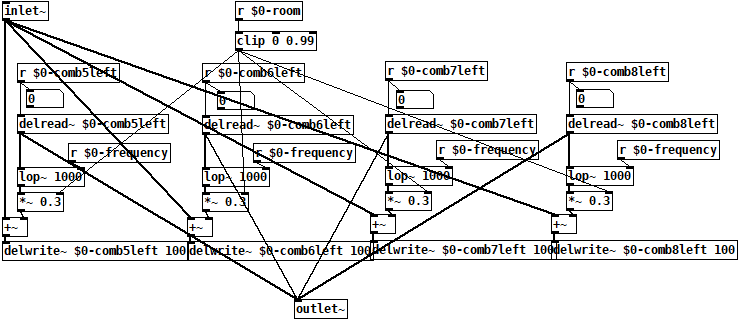 inlet~
r $0-room
clip 0 0.99
r $0-comb5left
r $0-comb6left
r $0-comb7left
r $0-comb8left
0
0
0
0
delread~ $0-comb5left
delread~ $0-comb6left
delread~ $0-comb7left
delread~ $0-comb8left
r $0-frequency
r $0-frequency
r $0-frequency
r $0-frequency
lop~ 1000
lop~ 1000
lop~ 1000
lop~ 1000
*~ 0.3
*~ 0.3
*~ 0.3
*~ 0.3
+~
+~
+~
+~
delwrite~ $0-comb5left 100
delwrite~ $0-comb6left 100
delwrite~ $0-comb7left 100
delwrite~ $0-comb8left 100
outlet~